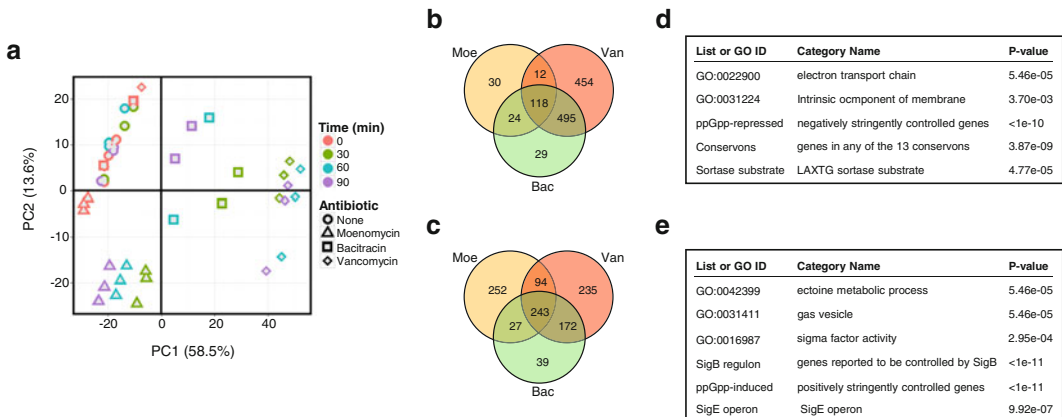 a
20
10
0
-10
-20
-20
0
20
40
PC2 (13.6%)
PC1 (58.5%)
Time (min)
0
30
60
90
Antibiotic
None
Moenomycin
Bacitracin
Vancomycin
b
Moe
Van
30
12
454
118
24
495
29
Bac
c
Moe
Van
252
94
235
243
27
172
39
Bac
d
List or GO ID Category Name P-value
GO:0022900 electron transport chain 5.46e-05
GO:0031224 Intrinsic ocmponent of membrane 3.70e-03
ppGpp-repressed negatively stringently controlled genes <1e-10
Conservons genes in any of the 13 conservons 3.87e-09
Sortase substrate LAXTG sortase substrate 4.77e-05
e
List or GO ID Category Name P-value
GO:0042399 ectoine metabolic process 5.46e-05
GO:0031411 gas vesicle 5.46e-05
GO:0016987 sigma factor activity 2.95e-04
SigB regulon genes reported to be controlled by SigB <1e-11
ppGpp-induced positively stringently controlled genes <1e-11
SigE operon SigE operon 9.92e-07